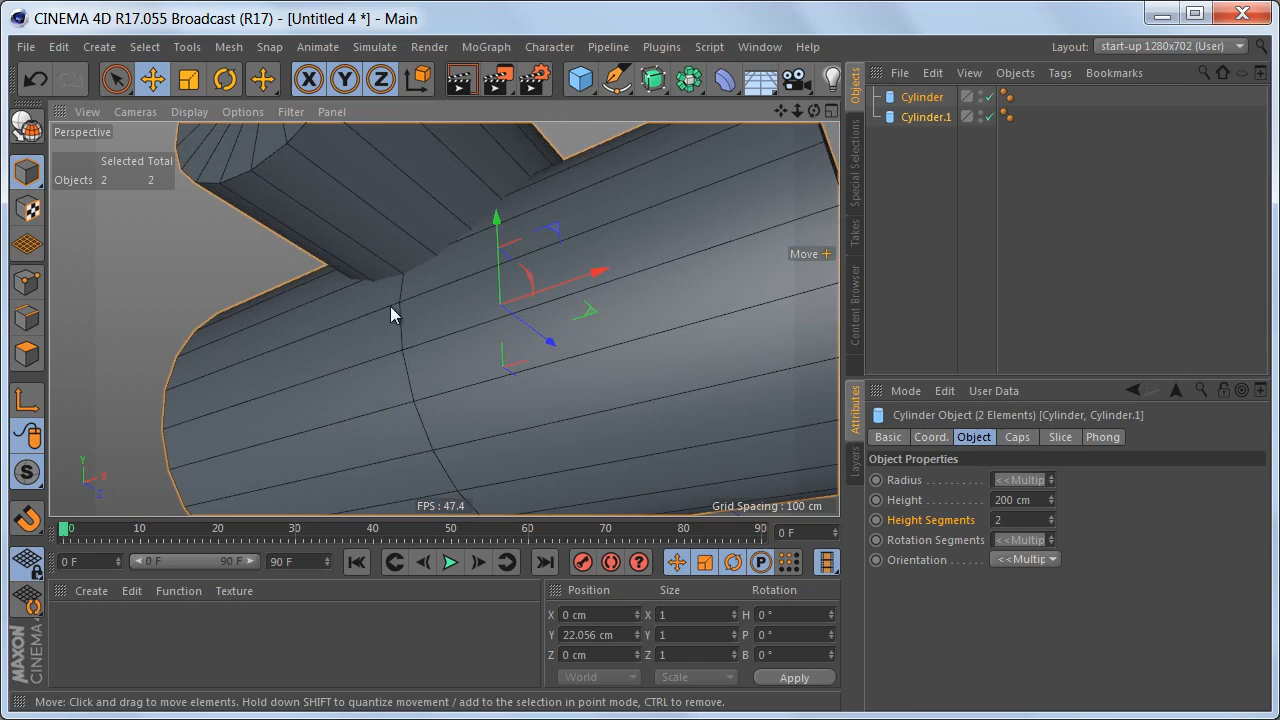 CINEMA 4D R17.055 Broadcast (R17) - [Untitled 4 *] - Main
File Edit Create Select Tools Mesh Snap Animate Simulate Render MoGraph Character Pipeline Plugins Script Window Help Layout: start-up 1280x702 (User)
X Y Z
View Cameras Display Options Filter Panel
Perspective
Selected Total
Objects 2 2
Move
Y
X
Z
FPS : 47.4
Grid Spacing : 100 cm
0 10 20 30 40 50 60 70 80 90 0 F
0 F 0 F 90 F 90 F
P
Create Edit Function Texture
Position Size Rotation
X 0 cm X 1 H 0 °
Y 22.056 cm Y 1 P 0 °
Z 0 cm Z 1 B 0 °
World Scale Apply
MAXON CINEMA 4D
Move: Click and drag to move elements. Hold down SHIFT to quantize movement / add to the selection in point mode, CTRL to remove.
Objects
Special Selections
Takes
Content Browser
Attributes
Layers
File Edit View Objects Tags Bookmarks
Cylinder
Cylinder.1
Mode Edit User Data
Cylinder Object (2 Elements) [Cylinder, Cylinder.1]
Basic Coord. Object Caps Slice Phong
Object Properties
Radius . . . . . . . . . . <<Multip
Height . . . . . . . . . . 200 cm
Height Segments 2
Rotation Segments <<Multip
Orientation . . . . . . <<Multip